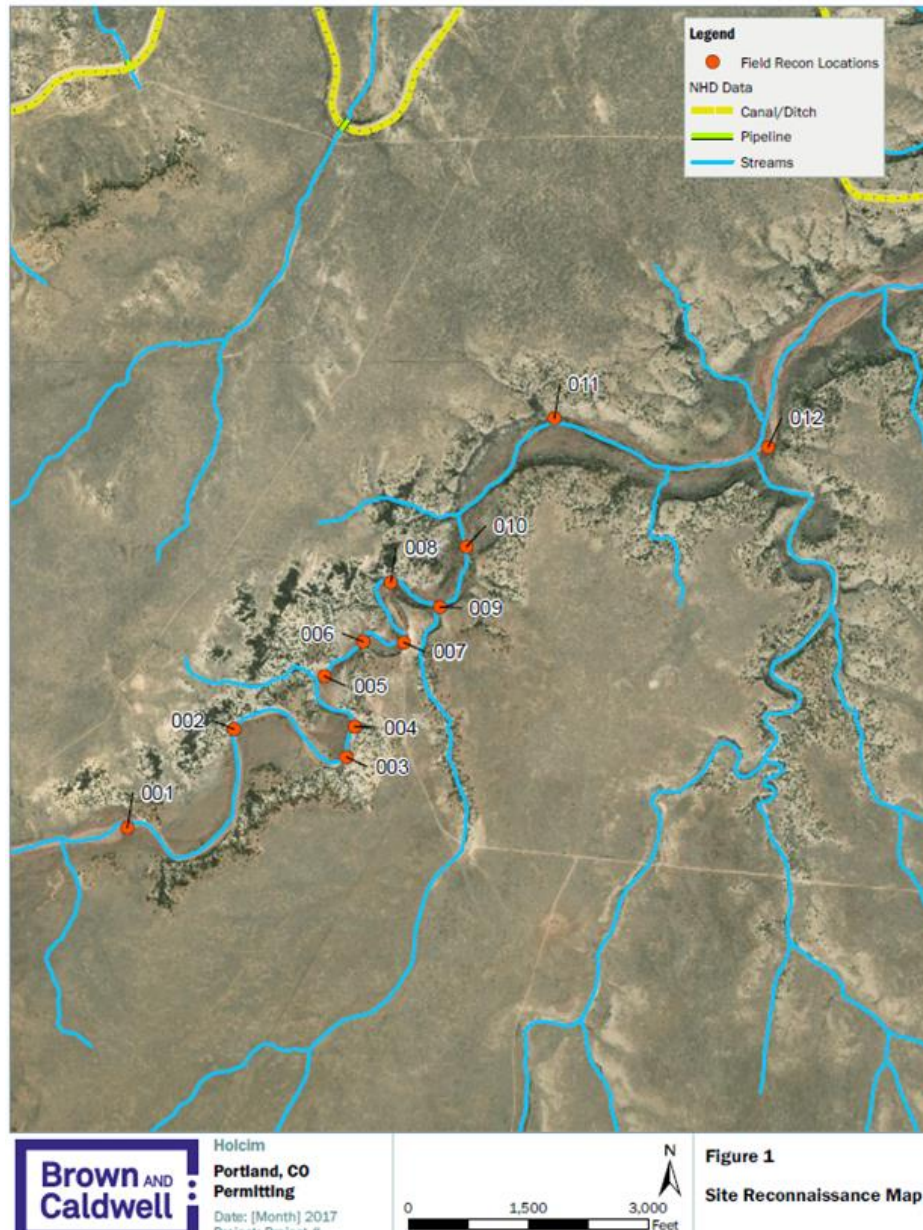 Legend
Field Recon Locations
NHD Data
Canal/Ditch
Pipeline
Streams
011
012
010
008
009
006
007
005
002
004
003
001
Brown AND
Caldwell
Holcim
Portland, CO
Permitting
Date: [Month] 2017
N
0 1,500 3,000
Feet
Figure 1
Site Reconnaissance Map